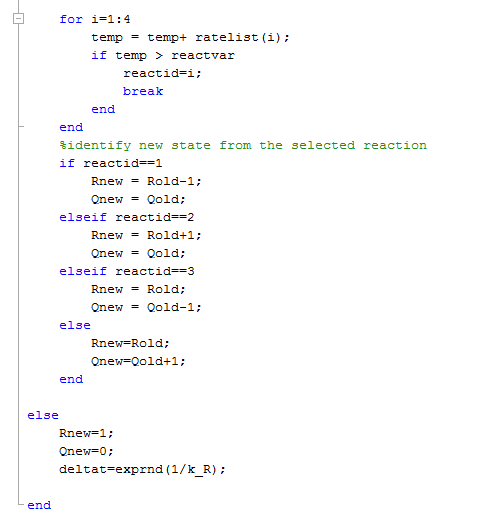 for i=1:4
temp = temp+ ratelist(i);
if temp > reactvar
reactid=i;
break
end
end
%identify new state from the selected reaction
if reactid==1
Rnew = Rold-1;
Qnew = Qold;
elseif reactid==2
Rnew = Rold+1;
Qnew = Qold;
elseif reactid==3
Rnew = Rold;
Qnew = Qold-1;
else
Rnew=Rold;
Qnew=Qold+1;
end
else
Rnew=1;
Qnew=0;
deltat=exprnd(1/k_R);
end